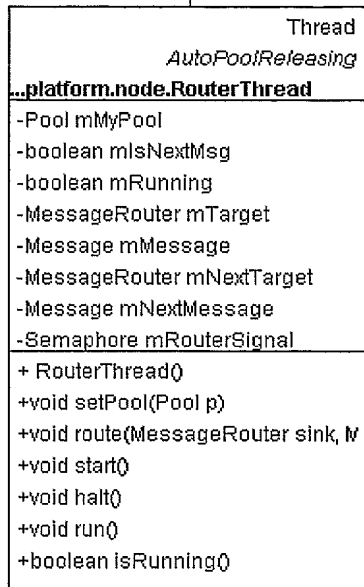 Thread
AutoPoolReleasing
...platform.node.RouterThread
-Pool mMyPool
-boolean mIsNextMsg
-boolean mRunning
-MessageRouter mTarget
-Message mMessage
-MessageRouter mNextTarget
-Message mNextMessage
-Semaphore mRouterSignal
+ RouterThread()
+void setPool(Pool p)
+void route(MessageRouter sink, M
+void start()
+void halt()
+void run()
+boolean isRunning()